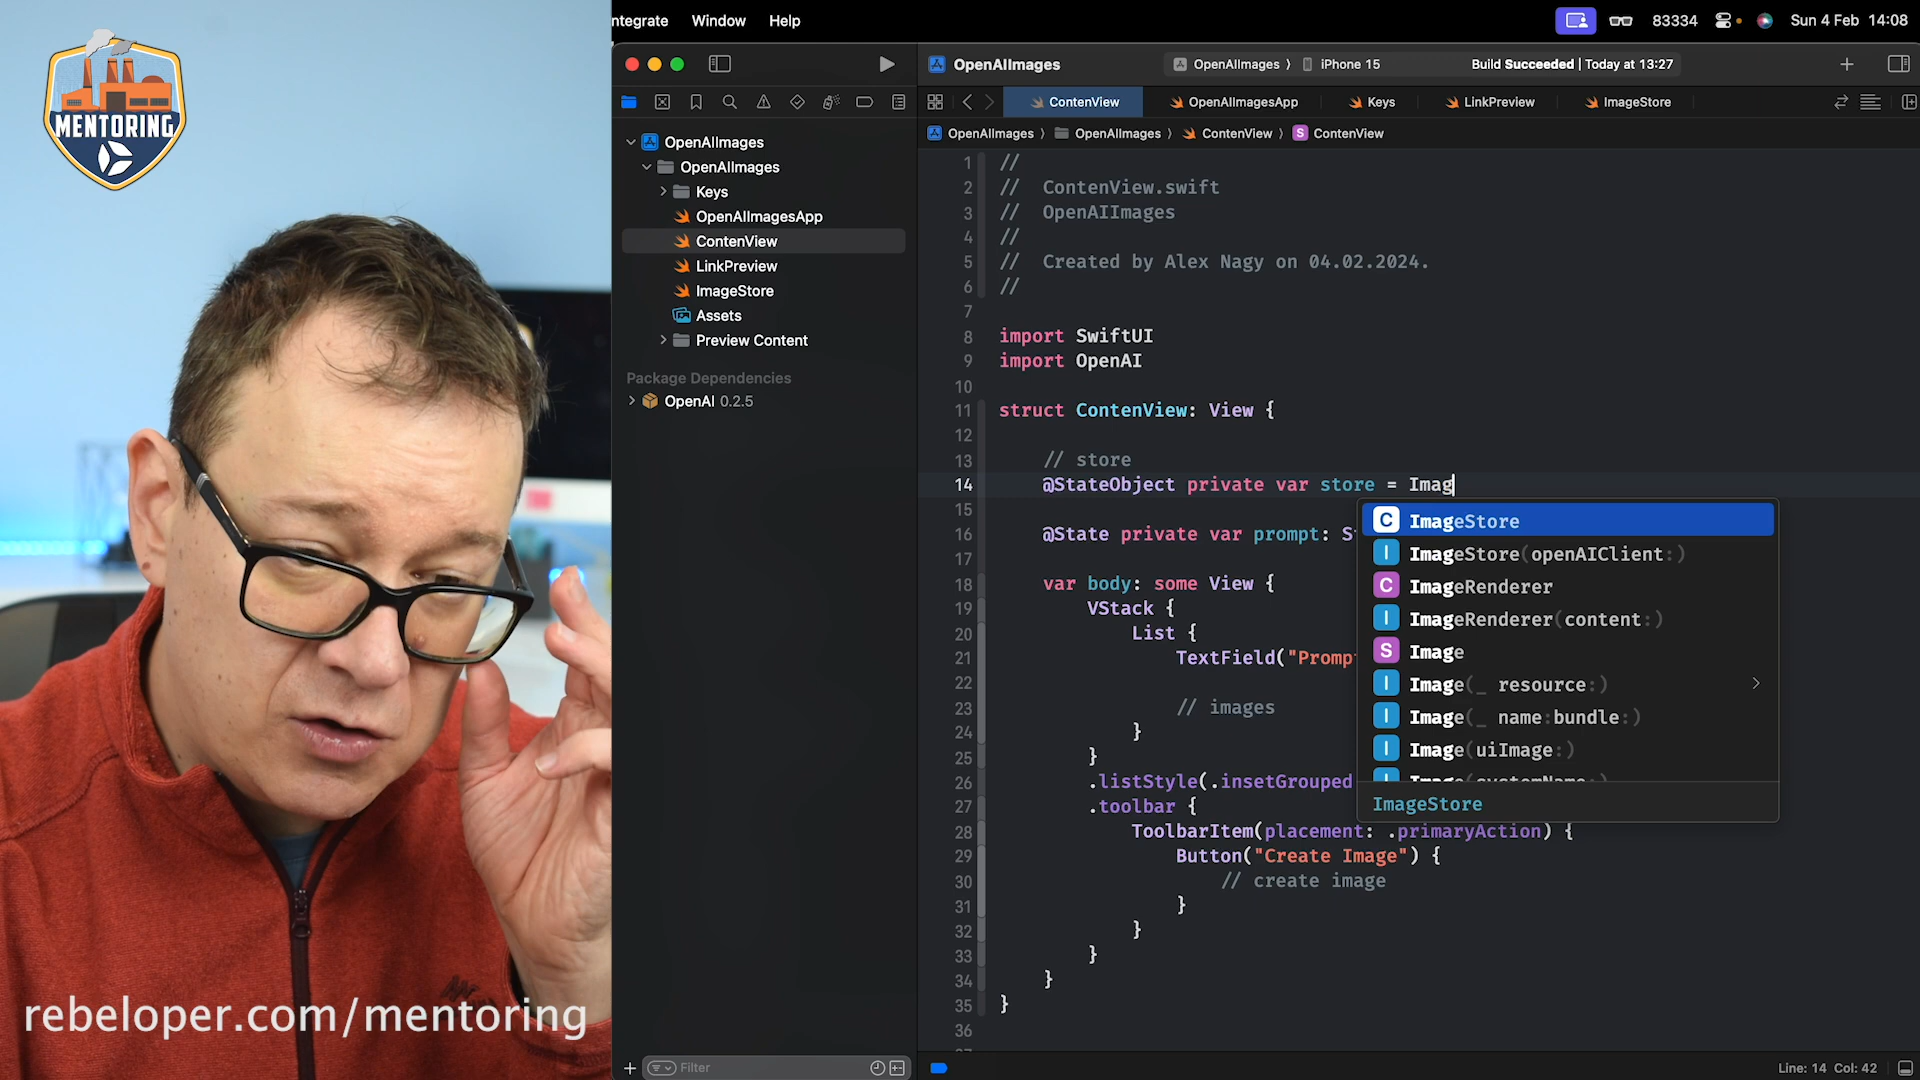 MENTORING
rebeloper.com/mentoring
ntegrate Window Help
83334 Sun 4 Feb 14:08
OpenAIImages
OpenAIImages 〉 iPhone 15
Build Succeeded | Today at 13:27
ContenView OpenAIImagesApp Keys LinkPreview ImageStore
OpenAIImages 〉 OpenAIImages 〉 ContenView 〉 S ContenView
OpenAIImages
OpenAIImages
Keys
OpenAIImagesApp
ContenView
LinkPreview
ImageStore
Assets
Preview Content
Package Dependencies
OpenAI 0.2.5
Filter
1 //
2 // ContenView.swift
3 // OpenAIImages
4 //
5 // Created by Alex Nagy on 04.02.2024.
6 //
7
8 import SwiftUI
9 import OpenAI
10
11 struct ContenView: View {
12
13 // store
14 @StateObject private var store = Imag
15
16 @State private var prompt: S
17
18 var body: some View {
19 VStack {
20 List {
21 TextField("Promp
22
23 // images
24 }
25 }
26 .listStyle(.insetGrouped
27 .toolbar {
28 ToolbarItem(placement: .primaryAction) {
29 Button("Create Image") {
30 // create image
31 }
32 }
33 }
34 }
35 }
36
C ImageStore
I ImageStore(openAIClient:)
C ImageRenderer
I ImageRenderer(content:)
S Image
I Image(_ resource:)
I Image(_ name:bundle:)
I Image(uiImage:)
I Image(systemName:)
ImageStore
Line: 14 Col: 42